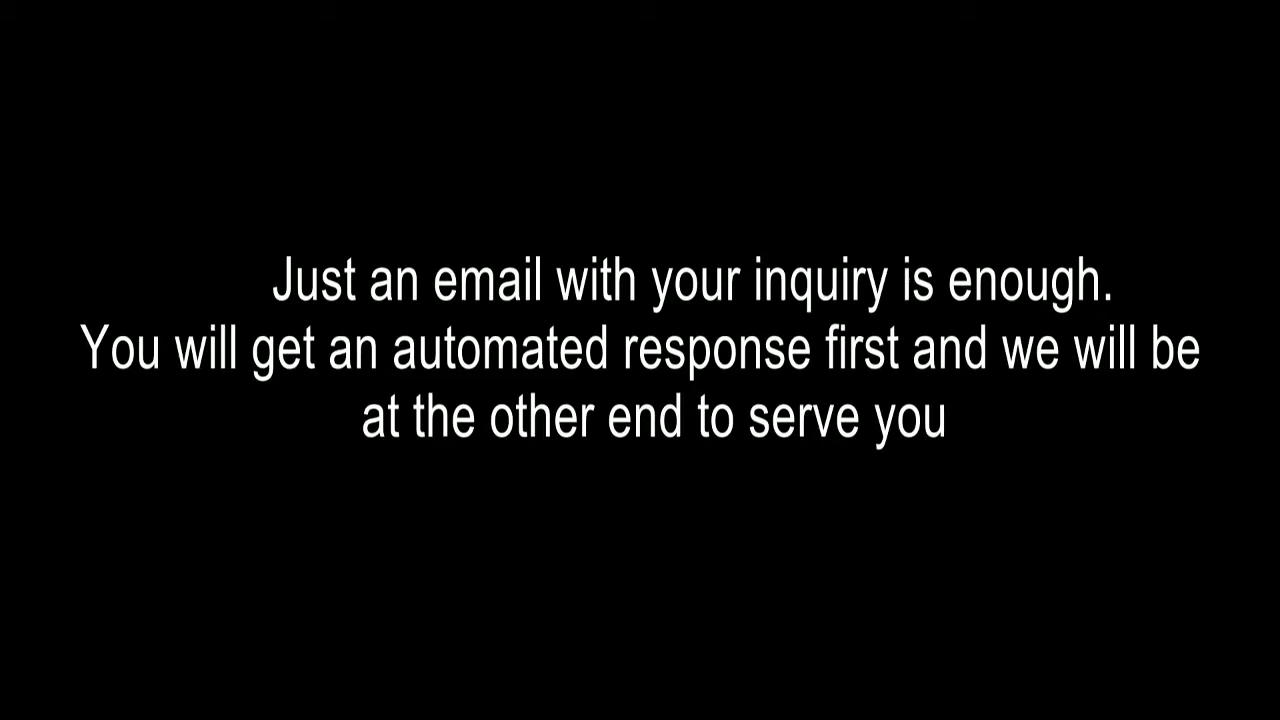 Just an email with your inquiry is enough.
You will get an automated response first and we will be
at the other end to serve you